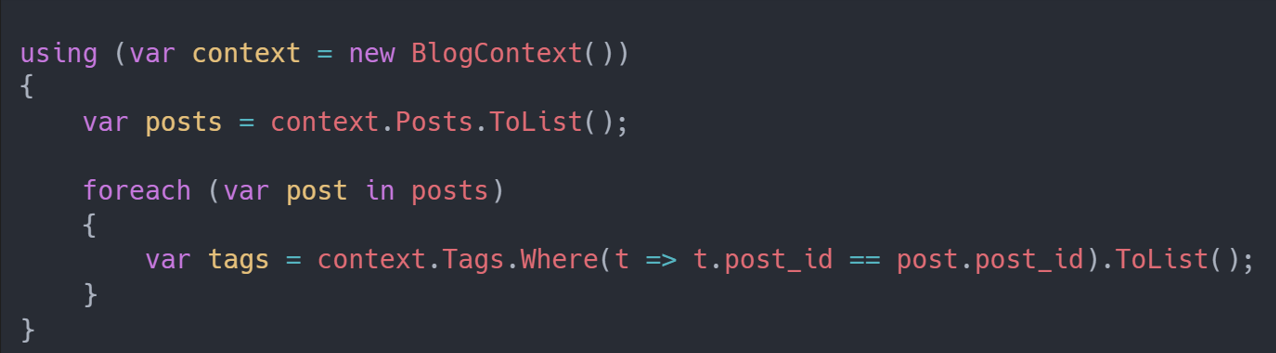 using (var context = new BlogContext())
{
    var posts = context.Posts.ToList();

    foreach (var post in posts)
    {
        var tags = context.Tags.Where(t => t.post_id == post.post_id).ToList();
    }
}